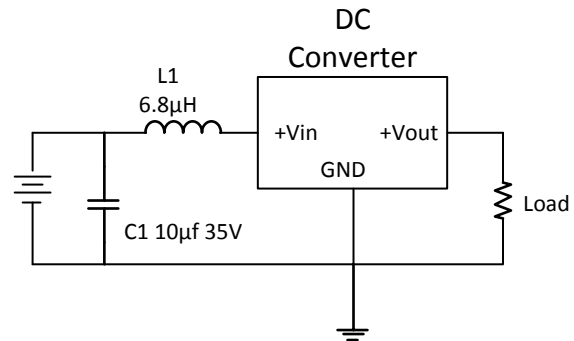 DC
Converter
L1
6.8µH
+Vin
+Vout
GND
Load
C1 10µf 35V